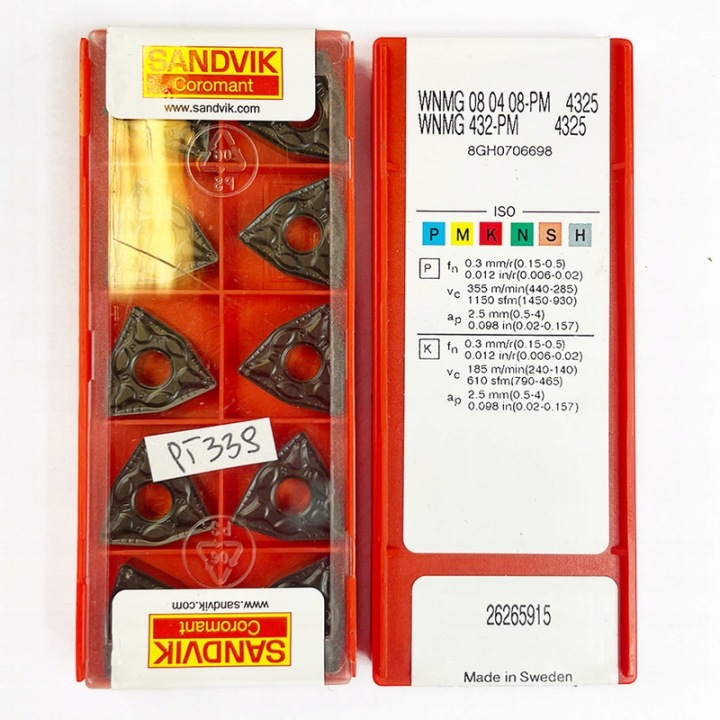 SANDVIK
Coromant
www.sandvik.com
06
PS
PT339
PS
06
www.sandvik.com
Coromant
SANDVIK
WNMG 08 04 08-PM 4325
WNMG 432-PM 4325
8GH0706698
ISO
P M K N S H
P fn 0.3 mm/r(0.15-0.5)
0.012 in/r(0.006-0.02)
vc 355 m/min(440-285)
1150 sfm(1450-930)
ap 2.5 mm(0.5-4)
0.098 in(0.02-0.157)
K fn 0.3 mm/r(0.15-0.5)
0.012 in/r(0.006-0.02)
vc 185 m/min(240-140)
610 sfm(790-465)
ap 2.5 mm(0.5-4)
0.098 in(0.02-0.157)
26265915
Made in Sweden